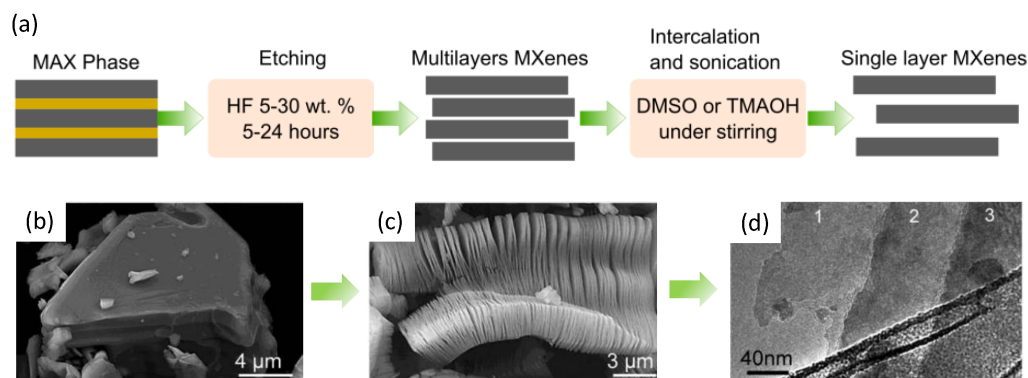 (a)
MAX Phase
Etching
HF 5-30 wt. %
5-24 hours
Multilayers MXenes
Intercalation
and sonication
DMSO or TMAOH
under stirring
Single layer MXenes
(b)
4 µm
(c)
3 µm
(d)
1
2
3
40nm